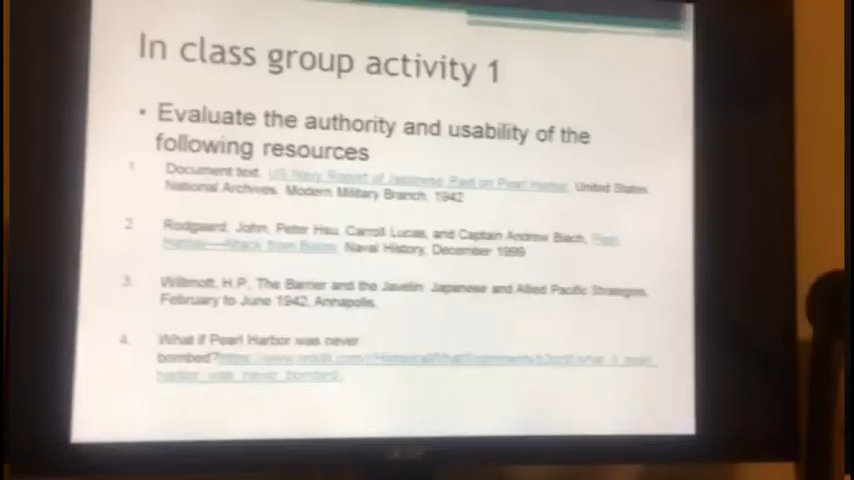 In class group activity 1
• Evaluate the authority and usability of the
following resources
1. Document text. US Navy Report of Japanese Raid on Pearl Harbor. United States
National Archives. Modern Military Branch, 1942
2. Rodgaard, John, Peter Hsu, Carroll Lucas, and Captain Andrew Biach, Pearl
Harbor—Attack from Below, Naval History, December 1999
3. Willmott, H.P., The Barrier and the Javelin: Japanese and Allied Pacific Strategies,
February to June 1942, Annapolis.
4. What if Pearl Harbor was never
bombed?
harbor_was_never_bombed/
acer